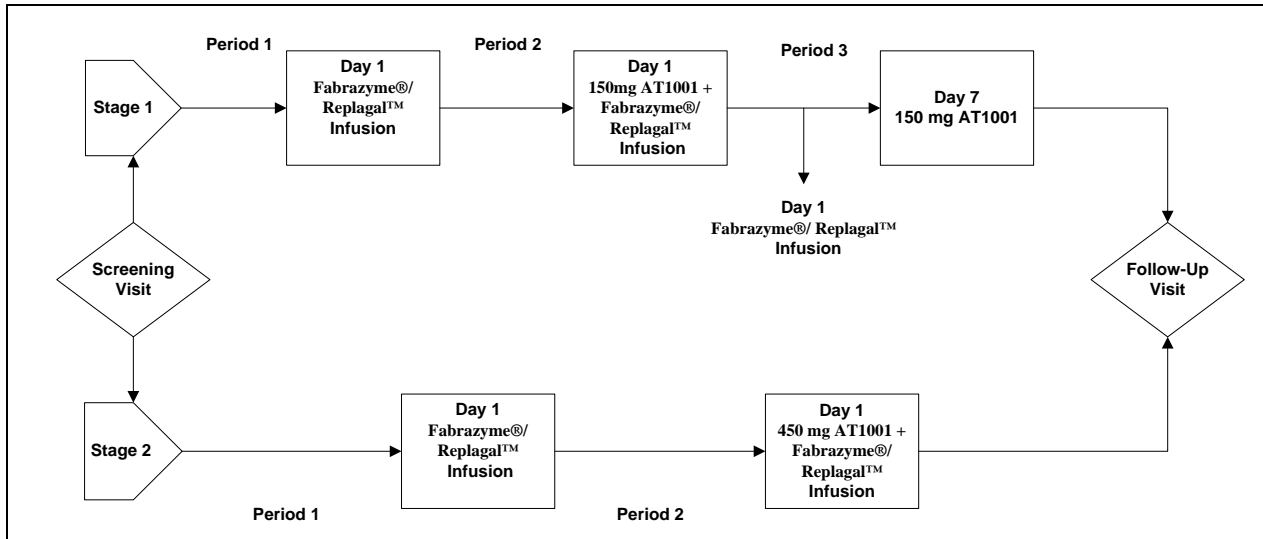 Period 1
Period 2
Period 3
Stage 1
Day 1
Fabrazyme®/
Replagal™
Infusion
Day 1
150mg AT1001 +
Fabrazyme®/
Replagal™
Infusion
Day 7
150 mg AT1001
Day 1
Fabrazyme®/ Replagal™
Infusion
Screening
Visit
Follow-Up
Visit
Stage 2
Day 1
Fabrazyme®/
Replagal™
Infusion
Day 1
450 mg AT1001 +
Fabrazyme®/
Replagal™
Infusion
Period 1
Period 2